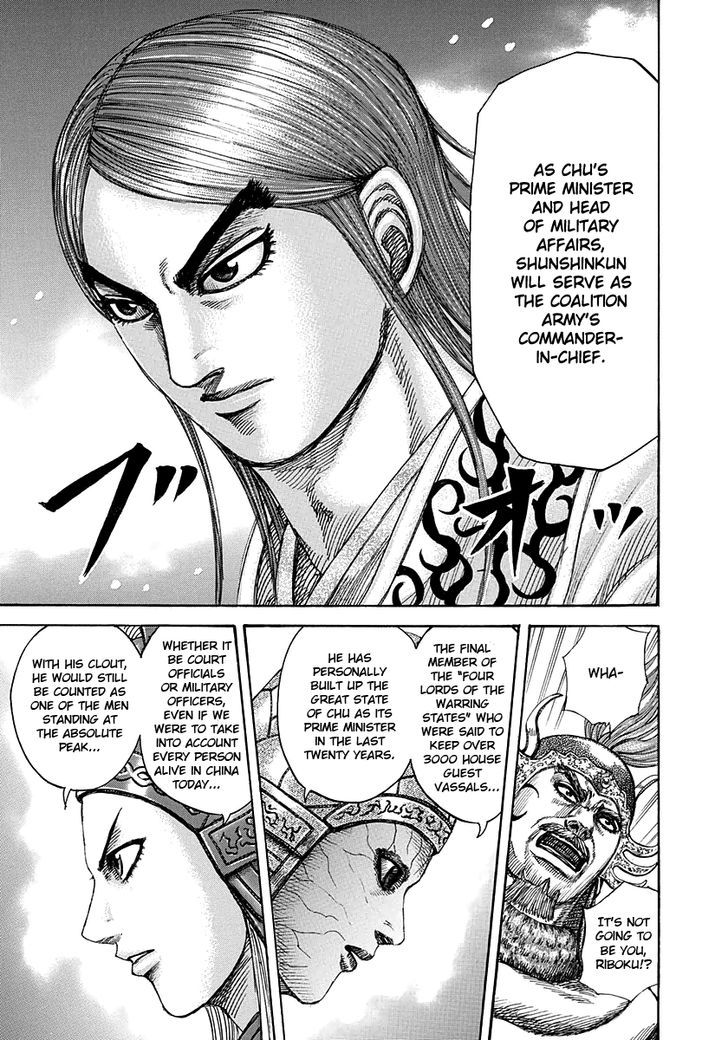 AS CHU'S
PRIME MINISTER
AND HEAD
OF MILITARY
AFFAIRS,
SHUNSHINKUN
WILL SERVE AS
THE COALITION
ARMY'S
COMMANDER-
IN-CHIEF.
ブオ
WHA-
IT'S NOT
GOING TO
BE YOU,
RIBOKU!?
THE FINAL
MEMBER OF
THE "FOUR
LORDS OF THE
WARRING
STATES" WHO
WERE SAID TO
KEEP OVER
3000 HOUSE
GUEST
VASSALS...
HE HAS
PERSONALLY
BUILT UP THE
GREAT STATE
OF CHU AS ITS
PRIME MINISTER
IN THE LAST
TWENTY YEARS.
WHETHER IT
BE COURT
OFFICIALS
OR MILITARY
OFFICERS,
EVEN IF WE
WERE TO TAKE
INTO ACCOUNT
EVERY PERSON
ALIVE IN CHINA
TODAY...
WITH HIS CLOUT,
HE WOULD STILL
BE COUNTED AS
ONE OF THE MEN
STANDING AT
THE ABSOLUTE
PEAK...